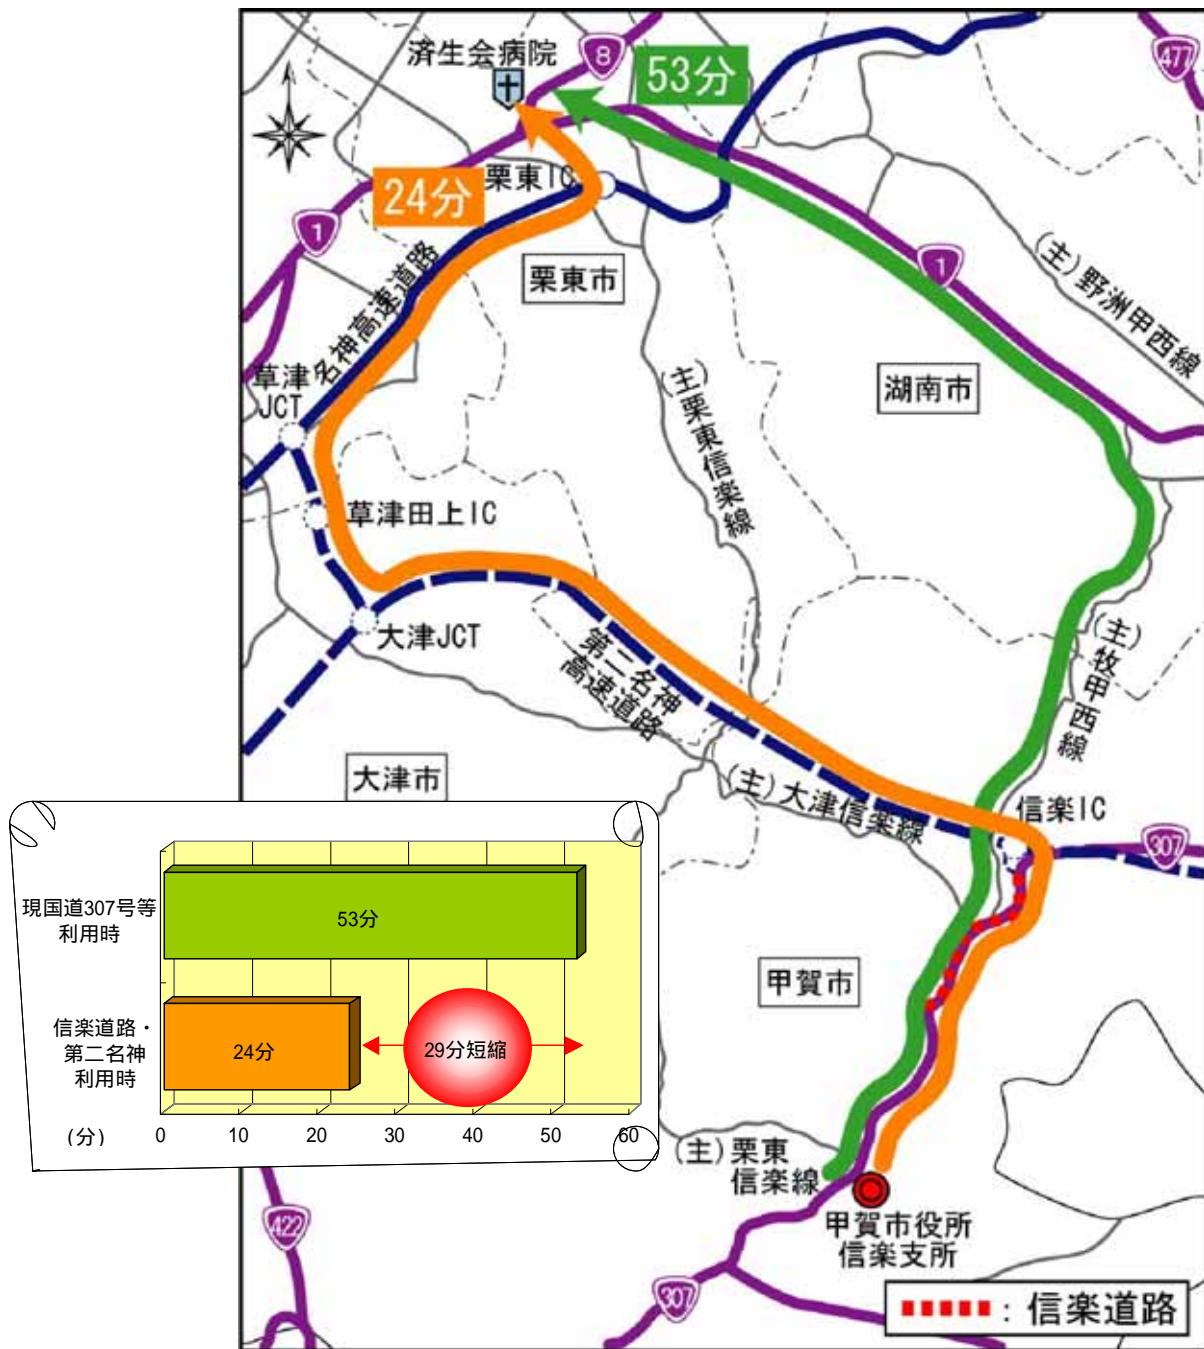 済生会病院
8
477
53分
24分
栗東IC
1
栗東市
1
(主)野洲甲西線
名神高速道路
草津
JCT
(主)栗東信楽線
湖南市
草津田上IC
大津JCT
第二名神
高速道路
(主)牧甲西線
大津市
(主)大津信楽線
信楽IC
307
現国道307号等
利用時
53分
信楽道路・
第二名神
利用時
24分
29分短縮
(分)
0 10 20 30 40 50 60
甲賀市
(主)栗東
信楽線
甲賀市役所
信楽支所
422
307
：信楽道路